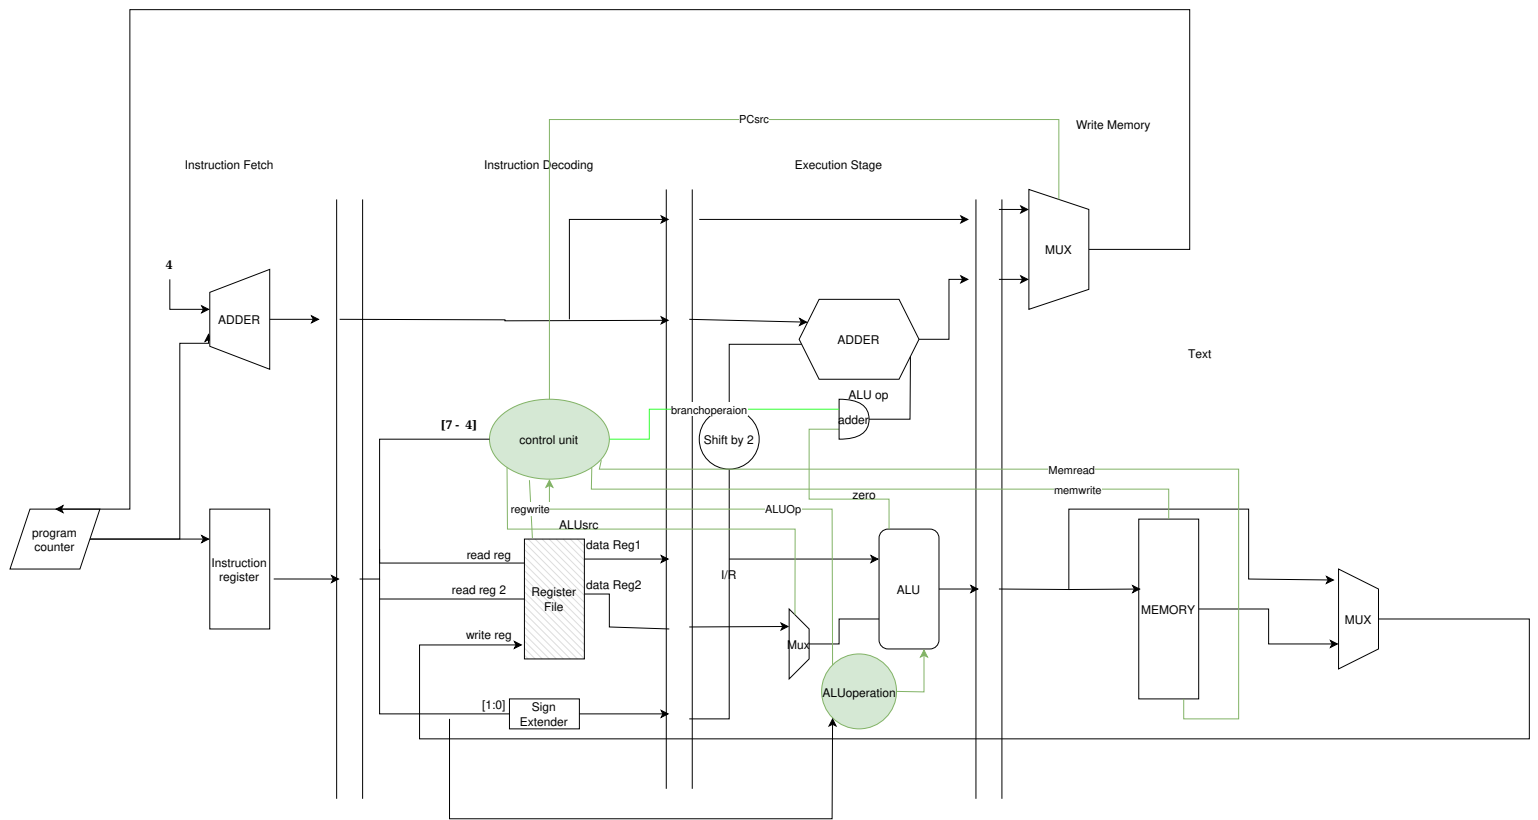 PCsrc
Write Memory
Instruction Fetch
Instruction Decoding
Execution Stage
MUX
4
ADDER
ADDER
Text
ALU op
branchoperaion
adder
[7 - 4]
control unit
Shift by 2
Memread
memwrite
zero
regwrite
ALUOp
ALUsrc
program
counter
Instruction
register
read reg
data Reg1
I/R
read reg 2
data Reg2
Register
File
ALU
MEMORY
MUX
write reg
Mux
ALUoperation
[1:0]
Sign
Extender